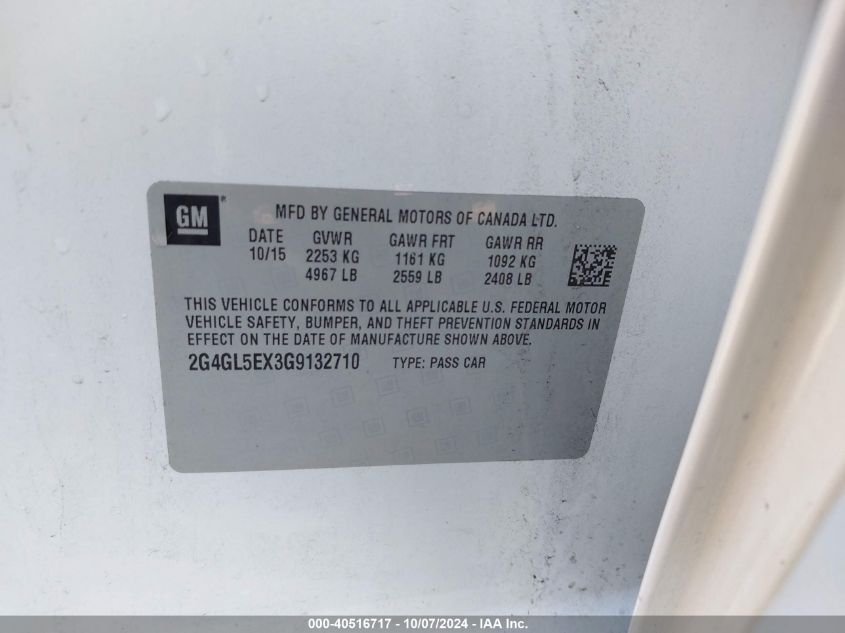 GM®
MFD BY GENERAL MOTORS OF CANADA LTD.
DATE GVWR GAWR FRT GAWR RR
10/15 2253 KG 1161 KG 1092 KG
4967 LB 2559 LB 2408 LB
THIS VEHICLE CONFORMS TO ALL APPLICABLE U.S. FEDERAL MOTOR
VEHICLE SAFETY, BUMPER, AND THEFT PREVENTION STANDARDS IN
EFFECT ON THE DATE OF MANUFACTURE SHOWN ABOVE.
2G4GL5EX3G9132710 TYPE: PASS CAR
000-40516717 - 10/07/2024 - IAA Inc.